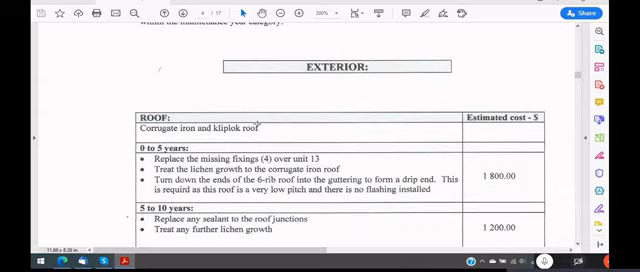 4 / 17
200%
Share
EXTERIOR:
ROOF:
Estimated cost - $
Corrugate iron and kliplok roof
0 to 5 years:
• Replace the missing fixings (4) over unit 13
• Treat the lichen growth to the corrugate iron roof
• Turn down the ends of the 6-rib roof into the guttering to form a drip end. This
is requird as this roof is a very low pitch and there is no flashing installed
1 800.00
5 to 10 years:
• Replace any sealant to the roof junctions
• Treat any further lichen growth
1 200.00
11.69 x 8.26 in